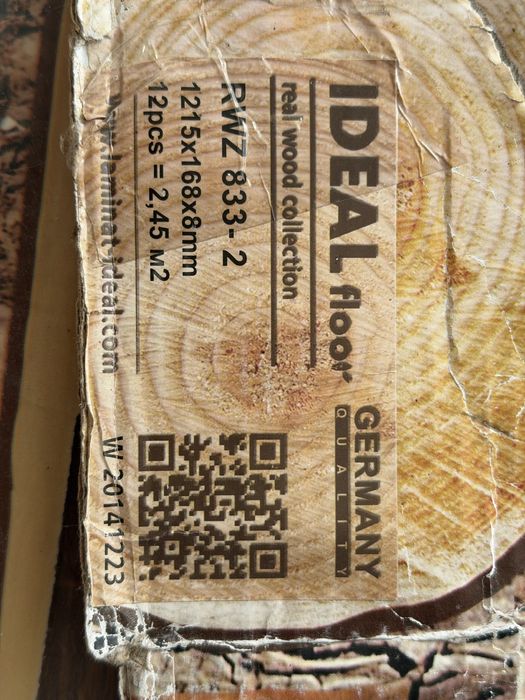 IDEAL floor
GERMANY
QUALITY
real wood collection
RWZ 833- 2
1215x168x8mm
12pcs = 2,45 м2
www.laminat-ideal.com
W 20141223